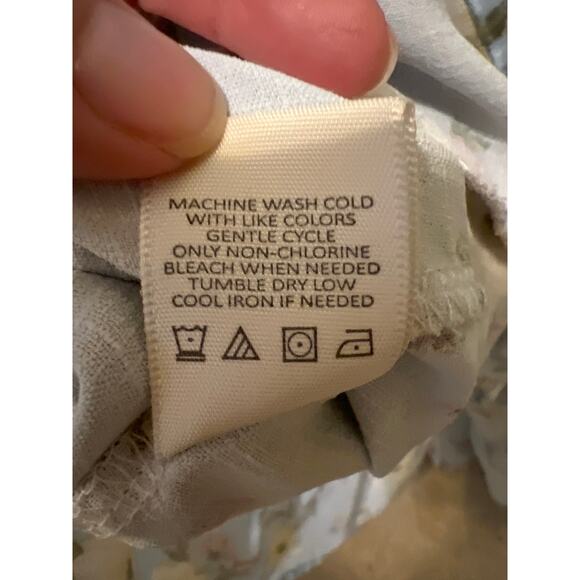 MACHINE WASH COLD
WITH LIKE COLORS
GENTLE CYCLE
ONLY NON-CHLORINE
BLEACH WHEN NEEDED
TUMBLE DRY LOW
COOL IRON IF NEEDED